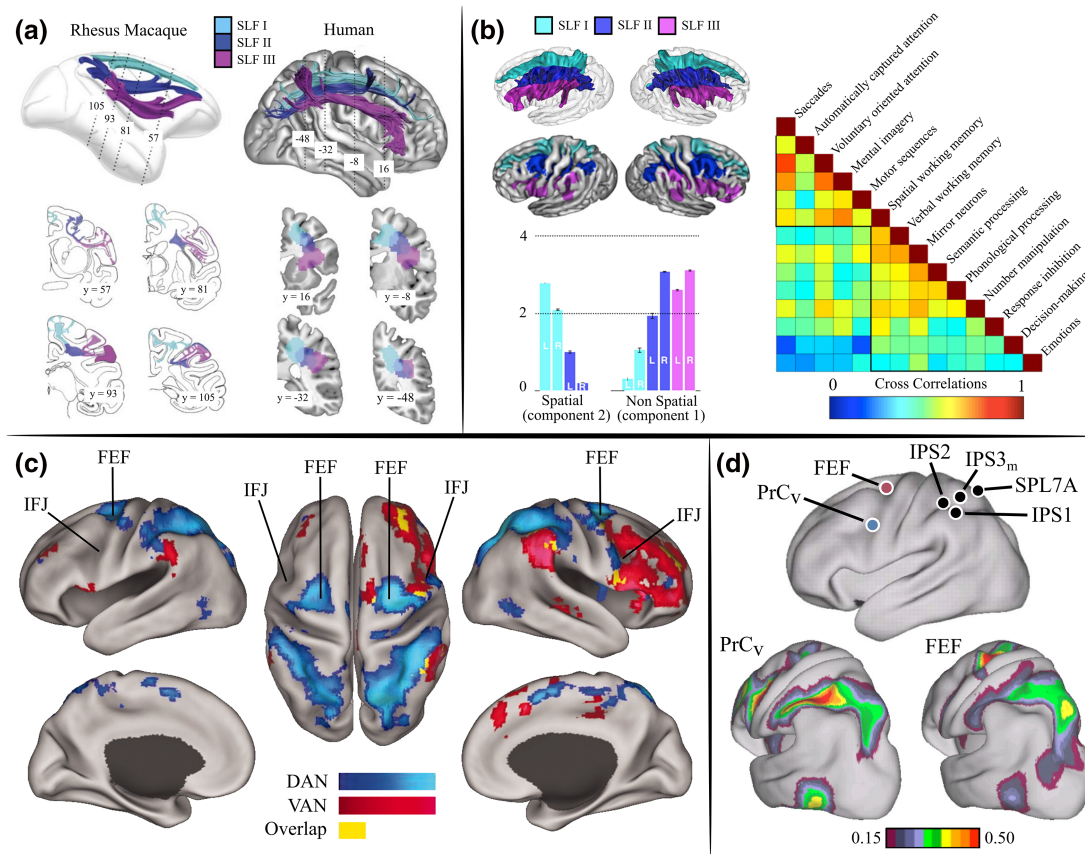 (a)
Rhesus Macaque
SLF I
SLF II
SLF III
Human
105
93
81
57
-48
-32
-8
16
y = 57
y = 81
y = 16
y = -8
y = 93
y = 105
y = -32
y = -48
(b)
SLF I
SLF II
SLF III
4
2
0
L
R
L
R
L
R
L
R
L
R
Spatial
(component 2)
Non Spatial
(component 1)
Saccades
Automatically captured attention
Voluntary oriented attention
Mental imagery
Motor sequences
Spatial working memory
Verbal working memory
Mirror neurons
Semantic processing
Phonological processing
Number manipulation
Response inhibition
Decision-making
Emotions
0
Cross Correlations
1
(c)
FEF
IFJ
FEF
FEF
IFJ
IFJ
FEF
IFJ
DAN
VAN
Overlap
(d)
FEF
PrCV
IPS2
IPS3m
SPL7A
IPS1
PrCV
FEF
0.15
0.50